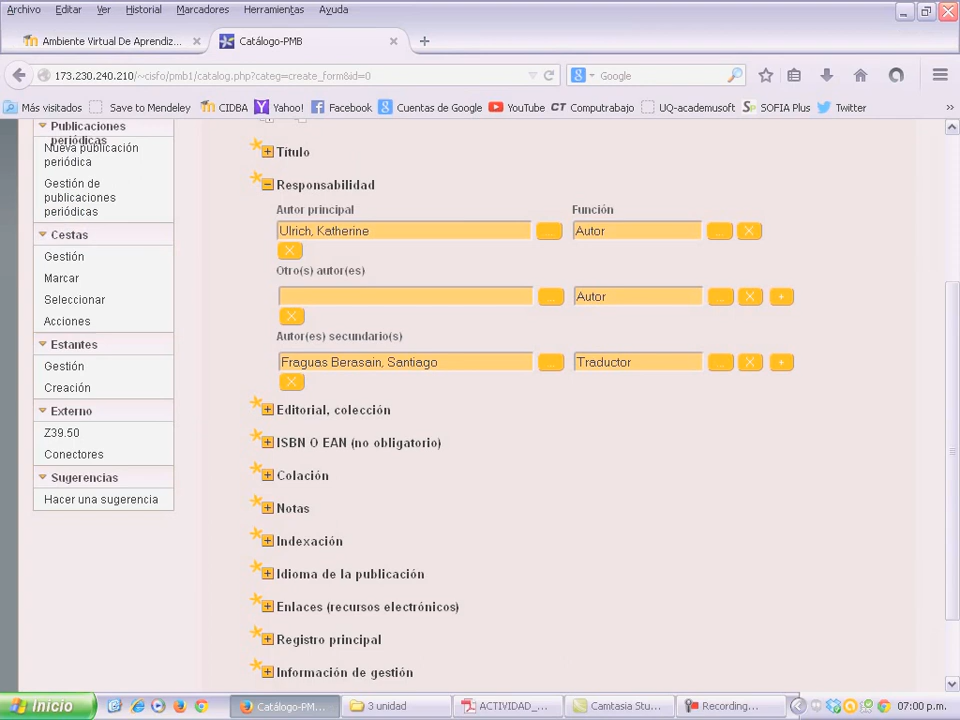 Archivo Editar Ver Historial Marcadores Herramientas Ayuda
Ambiente Virtual De Aprendiz... Catálogo-PMB
173.230.240.210/~cisfo/pmb1/catalog.php?categ=create_form&id=0 Google
Más visitados Save to Mendeley CIDBA Yahoo! Facebook Cuentas de Google YouTube CT Computrabajo UQ-academusoft SOFIA Plus Twitter
Publicaciones periódicas
Nueva publicación periódica
Gestión de publicaciones periódicas
Cestas
Gestión
Marcar
Seleccionar
Acciones
Estantes
Gestión
Creación
Externo
Z39.50
Conectores
Sugerencias
Hacer una sugerencia
Título
Responsabilidad
Autor principal Función
Ulrich, Katherine ... Autor ... X
X
Otro(s) autor(es)
... Autor ... X +
X
Autor(es) secundario(s)
Fraguas Berasain, Santiago ... Traductor ... X +
X
Editorial, colección
ISBN O EAN (no obligatorio)
Colación
Notas
Indexación
Idioma de la publicación
Enlaces (recursos electrónicos)
Registro principal
Información de gestión
Inicio Catálogo-PM... 3 unidad ACTIVIDAD_... Camtasia Stu... Recording... 07:00 p.m.